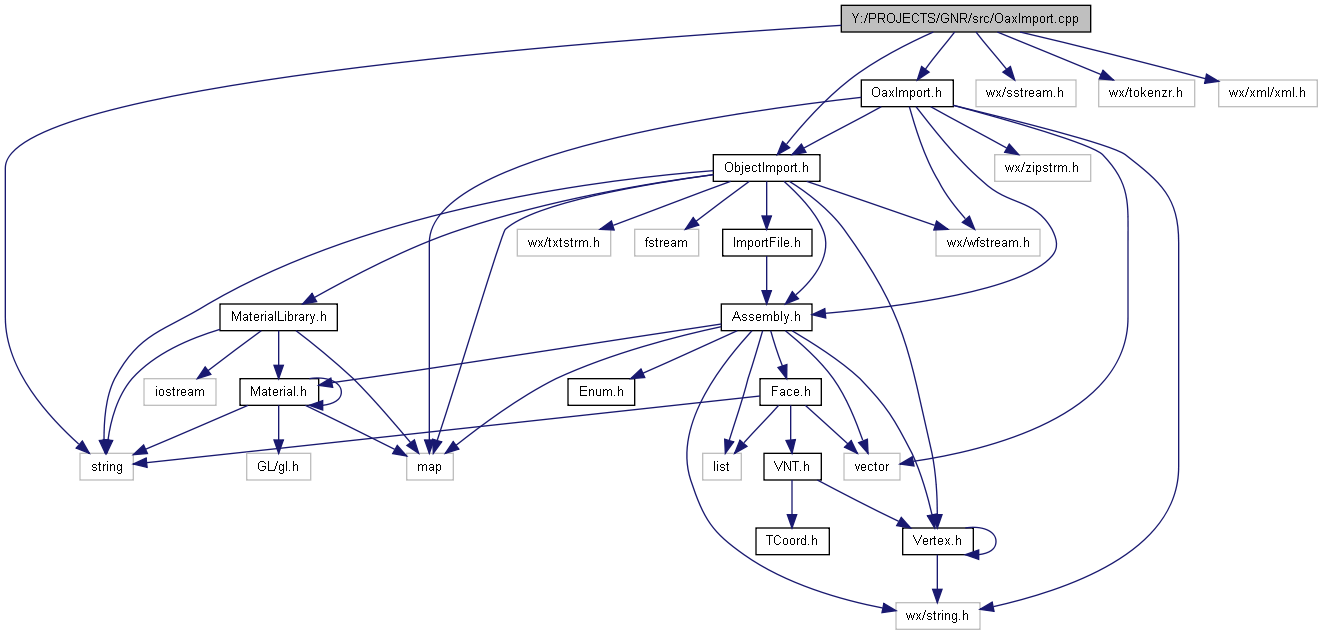 Y:/PROJECTS/GNR/src/OaxImport.cpp
OaxImport.h
wx/sstream.h
wx/tokenzr.h
wx/xml/xml.h
ObjectImport.h
wx/zipstrm.h
wx/txtstrm.h
fstream
ImportFile.h
wx/wfstream.h
MaterialLibrary.h
Assembly.h
iostream
Material.h
Enum.h
Face.h
string
GL/gl.h
map
list
VNT.h
vector
TCoord.h
Vertex.h
wx/string.h